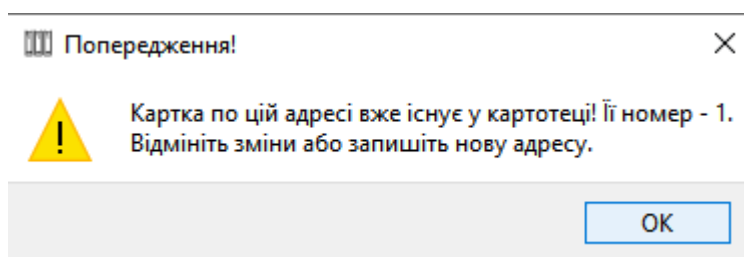 Попередження!
Картка по цій адресі вже існує у картотеці! Її номер - 1.
Відмініть зміни або запишіть нову адресу.
OK